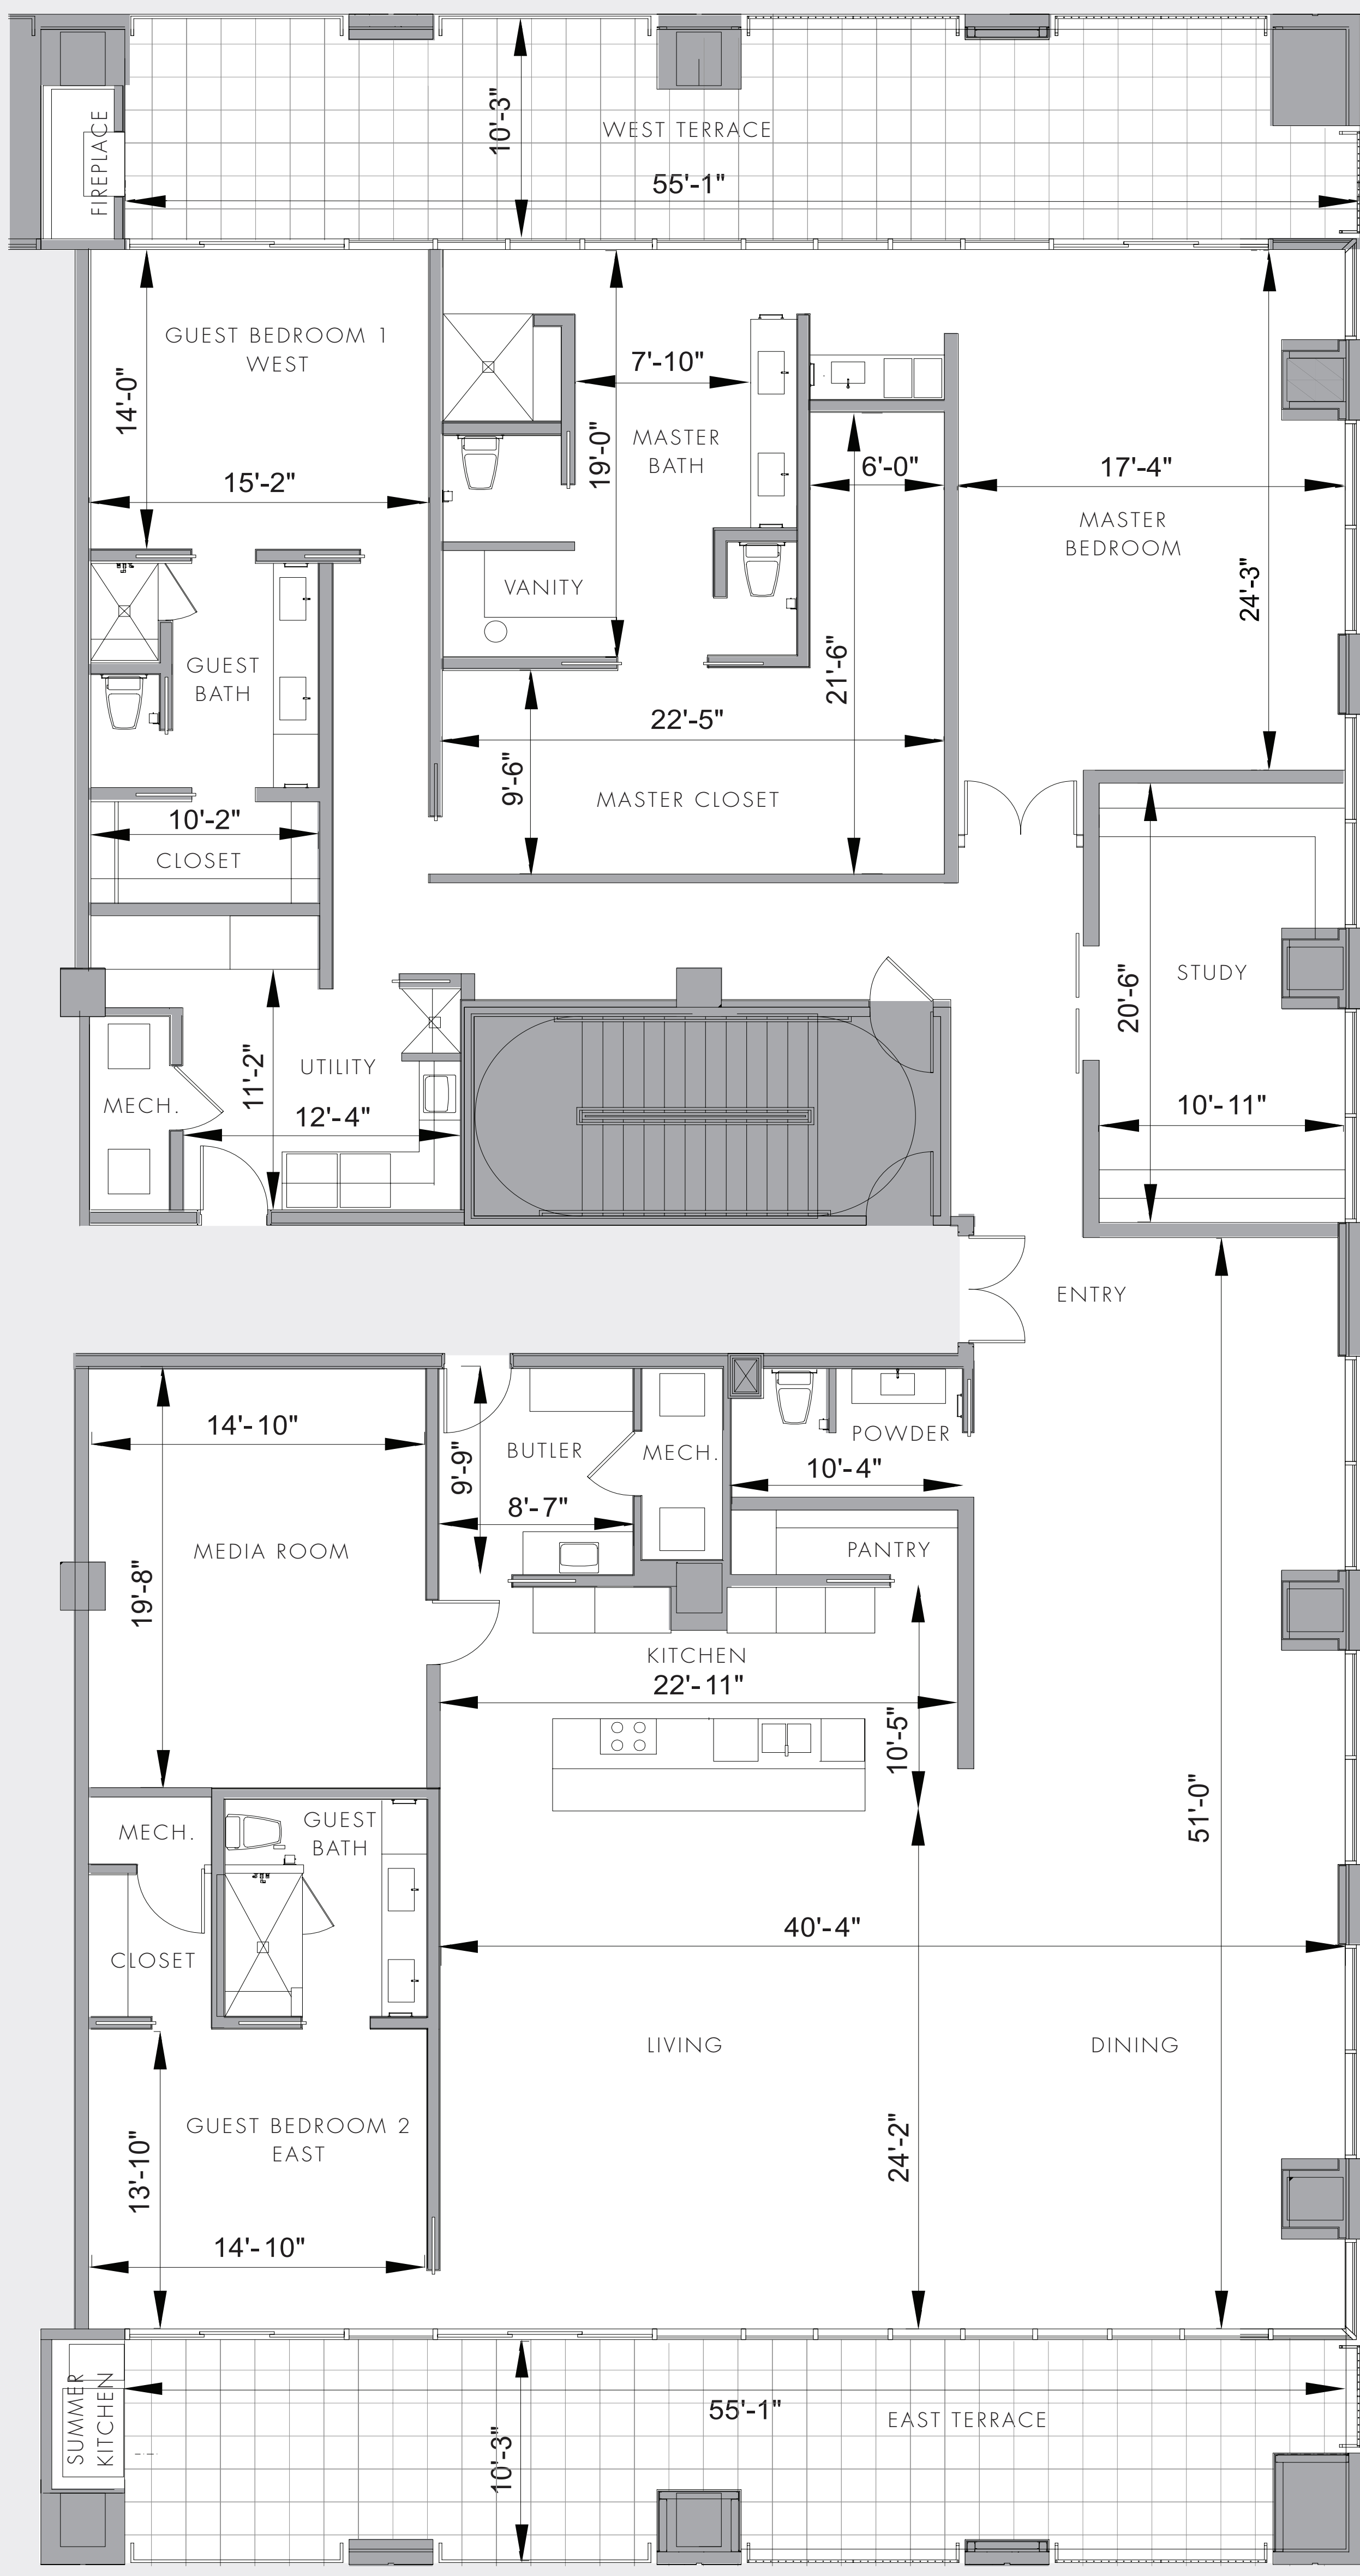 10'-3"
WEST TERRACE
55'-1"
FIREPLACE
GUEST BEDROOM 1
WEST
14'-0"
15'-2"
7'-10"
19'-0"
MASTER
BATH
6'-0"
17'-4"
MASTER
BEDROOM
24'-3"
VANITY
GUEST
BATH
21'-6"
22'-5"
9'-6"
MASTER CLOSET
10'-2"
CLOSET
STUDY
20'-6"
10'-11"
UTILITY
11'-2"
12'-4"
MECH.
ENTRY
14'-10"
MEDIA ROOM
19'-8"
BUTLER
9'-9"
8'-7"
MECH.
POWDER
10'-4"
PANTRY
KITCHEN
22'-11"
10'-5"
51'-0"
MECH.
GUEST
BATH
CLOSET
40'-4"
LIVING
DINING
24'-2"
GUEST BEDROOM 2
EAST
13'-10"
14'-10"
SUMMER
KITCHEN
55'-1"
EAST TERRACE
10'-3"